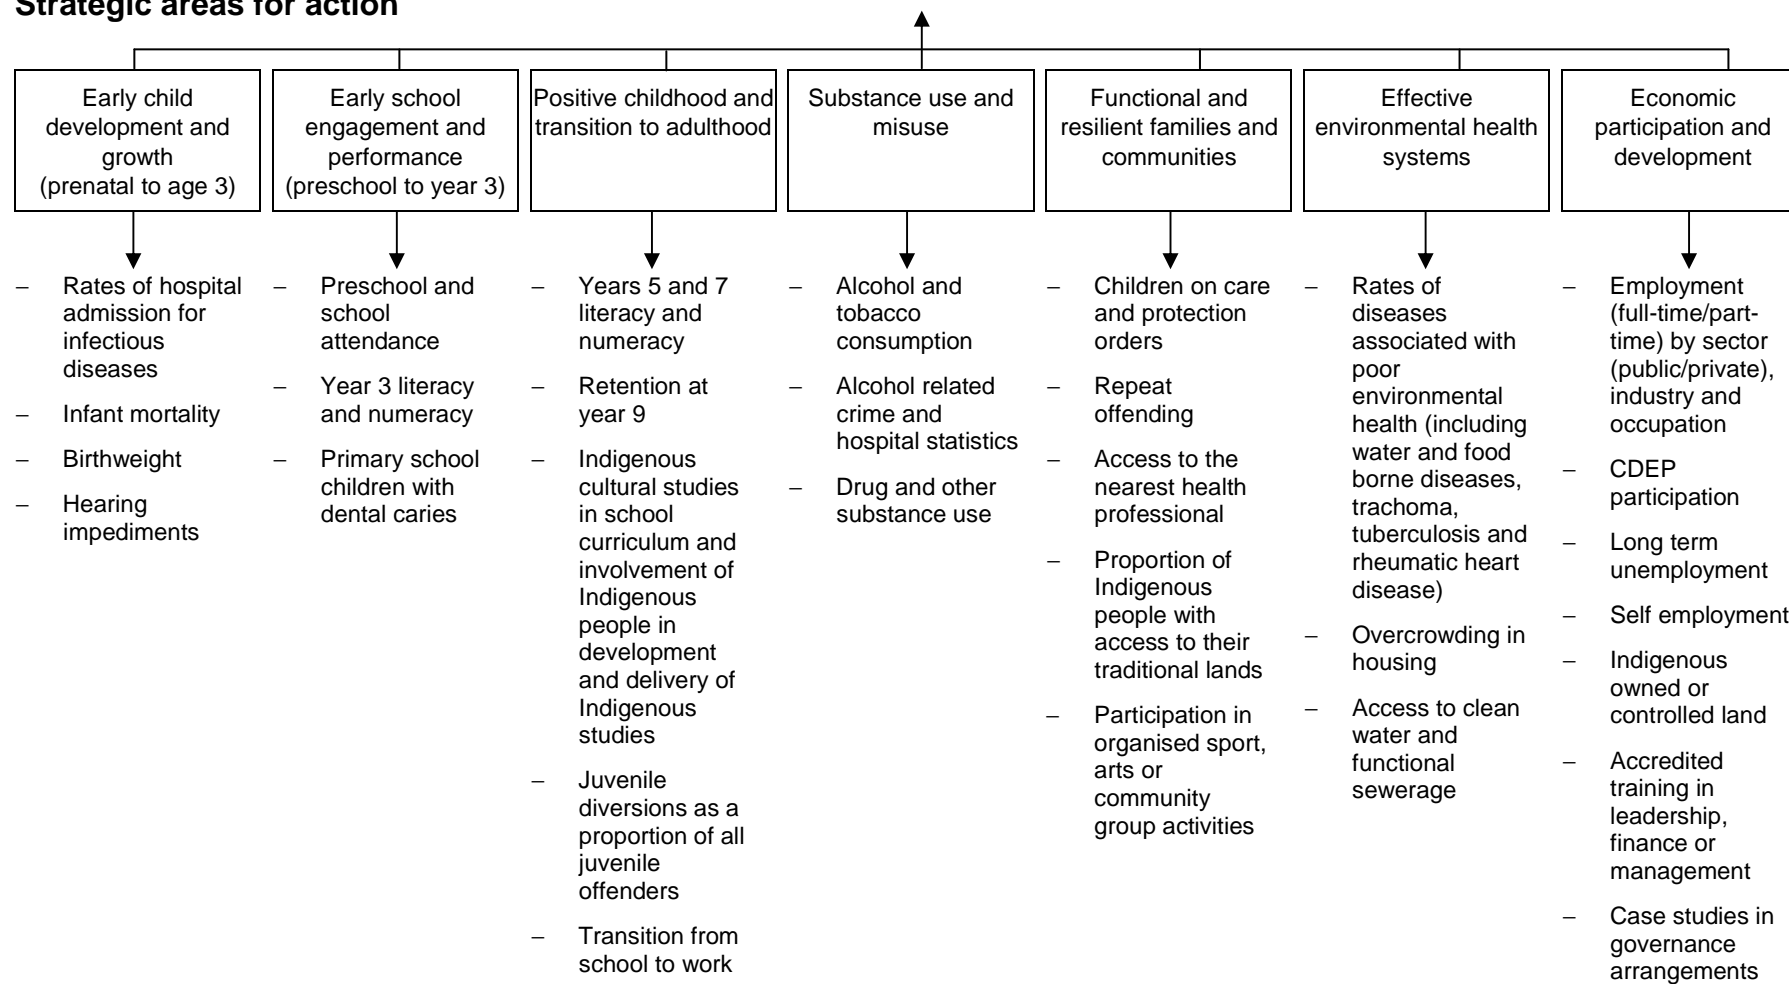 Strategic areas for action
Early child
development and
growth
(prenatal to age 3)
Early school
engagement and
performance
(preschool to year 3)
Positive childhood and
transition to adulthood
Substance use and
misuse
Functional and
resilient families and
communities
Effective
environmental health
systems
Economic
participation and
development
– Rates of hospital
admission for
infectious
diseases
– Infant mortality
– Birthweight
– Hearing
impediments
– Preschool and
school
attendance
– Year 3 literacy
and numeracy
– Primary school
children with
dental caries
– Years 5 and 7
literacy and
numeracy
– Retention at
year 9
– Indigenous
cultural studies
in school
curriculum and
involvement of
Indigenous
people in
development
and delivery of
Indigenous
studies
– Juvenile
diversions as a
proportion of all
juvenile
offenders
– Transition from
school to work
– Alcohol and
tobacco
consumption
– Alcohol related
crime and
hospital statistics
– Drug and other
substance use
– Children on care
and protection
orders
– Repeat
offending
– Access to the
nearest health
professional
– Proportion of
Indigenous
people with
access to their
traditional lands
– Participation in
organised sport,
arts or
community
group activities
– Rates of
diseases
associated with
poor
environmental
health (including
water and food
borne diseases,
trachoma,
tuberculosis and
rheumatic heart
disease)
– Overcrowding in
housing
– Access to clean
water and
functional
sewerage
– Employment
(full-time/part-
time) by sector
(public/private),
industry and
occupation
– CDEP
participation
– Long term
unemployment
– Self employment
– Indigenous
owned or
controlled land
– Accredited
training in
leadership,
finance or
management
– Case studies in
governance
arrangements